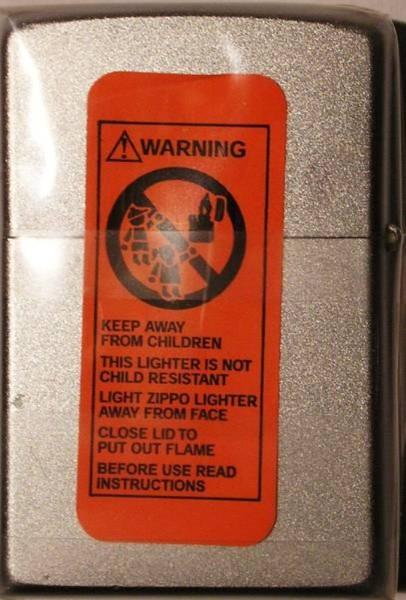 WARNING
KEEP AWAY
FROM CHILDREN
THIS LIGHTER IS NOT
CHILD RESISTANT
LIGHT ZIPPO LIGHTER
AWAY FROM FACE
CLOSE LID TO
PUT OUT FLAME
BEFORE USE READ
INSTRUCTIONS